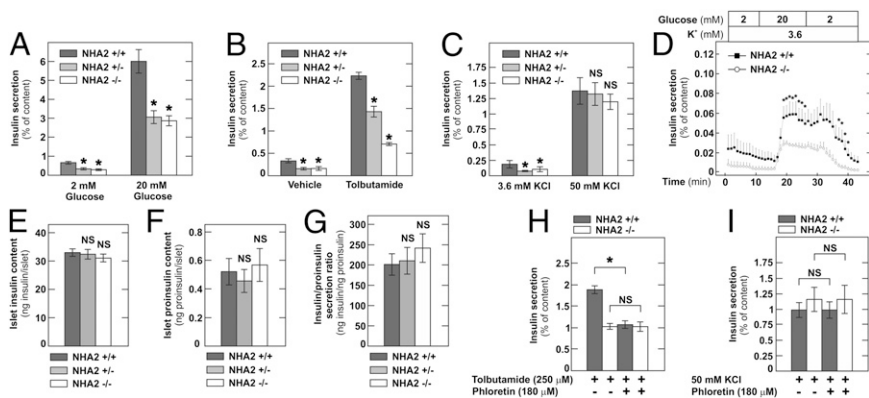 Glucose (mM) 2 20 2
K+ (mM) 3.6
A
NHA2 +/+
NHA2 +/-
NHA2 -/-
Insulin secretion
(% of content)
7
6
5
4
3
2
1
0
* * * *
2 mM
Glucose
20 mM
Glucose
B
NHA2 +/+
NHA2 +/-
NHA2 -/-
Insulin secretion
(% of content)
2.5
2
1.5
1
0.5
0
* * * *
Vehicle
Tolbutamide
C
NHA2 +/+
NHA2 +/-
NHA2 -/-
Insulin secretion
(% of content)
1.75
1.5
1.25
1
0.75
0.5
0.25
0
* * NS NS
3.6 mM KCl
50 mM KCl
D
NHA2 +/+
NHA2 -/-
Insulin secretion
(% of content)
0.12
0.10
0.08
0.06
0.04
0.02
0
Time (min) 0 10 20 30 40
E
Islet insulin content
(ng insulin/islet)
40
30
20
10
0
NS NS
NHA2 +/+
NHA2 +/-
NHA2 -/-
F
Islet proinsulin content
(ng proinsulin/islet)
0.8
0.6
0.4
0.2
0
NS NS
NHA2 +/+
NHA2 +/-
NHA2 -/-
G
Insulin/proinsulin
secretion ratio
(ng insulin/ng proinsulin)
300
250
200
150
100
50
0
NS NS
NHA2 +/+
NHA2 +/-
NHA2 -/-
H
NHA2 +/+
NHA2 -/-
Insulin secretion
(% of content)
2
1.5
1
1
0.5
0
* NS
Tolbutamide (250 μM) + + + +
Phloretin (180 μM) - - + +
I
NHA2 +/+
NHA2 -/-
Insulin secretion
(% of content)
2
1.75
1.5
1.25
1
0.75
0.5
0.25
0
NS
NS
50 mM KCl + + + +
Phloretin (180 μM) - - + +